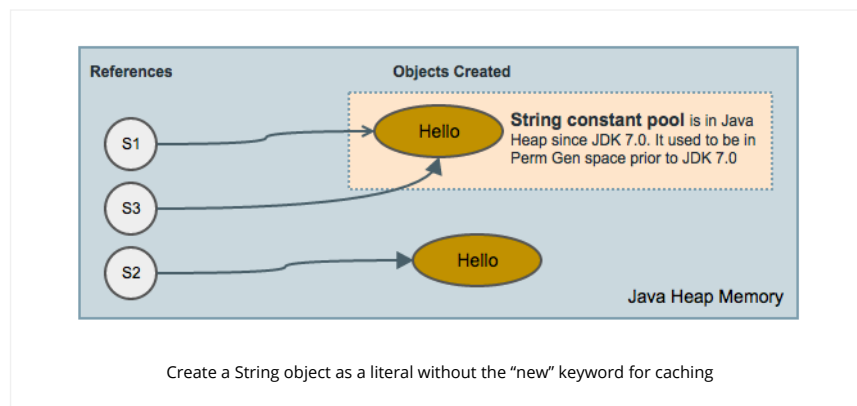 References
Objects Created
S1
Hello
String constant pool is in Java
Heap since JDK 7.0. It used to be in
Perm Gen space prior to JDK 7.0
S3
S2
Hello
Java Heap Memory
Create a String object as a literal without the “new” keyword for caching